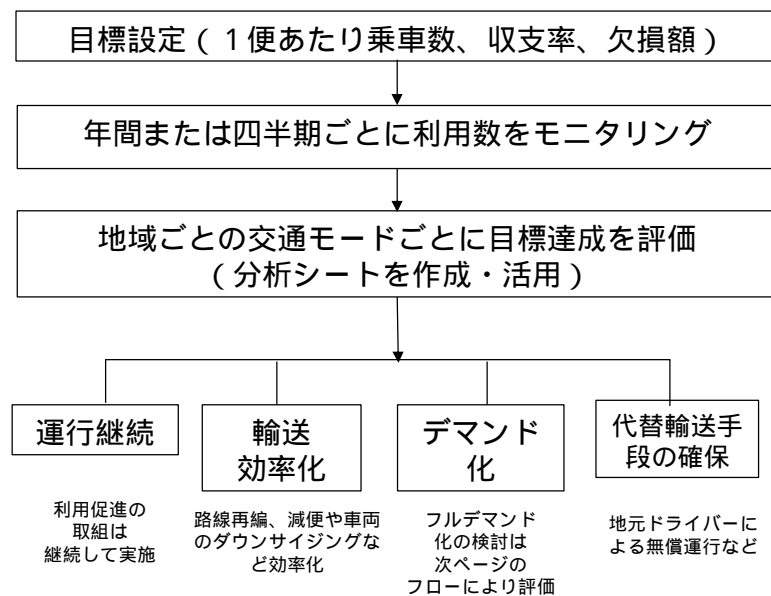 目標設定（１便あたり乗車数、収支率、欠損額）
年間または四半期ごとに利用数をモニタリング
地域ごとの交通モードごとに目標達成を評価
（分析シートを作成・活用）
運行継続
輸送
効率化
デマンド
化
代替輸送手
段の確保
利用促進の
取組は
継続して実施
路線再編、減便や車両
のダウンサイジングな
ど効率化
フルデマンド
化の検討は
次ページの
フローにより評価
地元ドライバーに
よる無償運行など